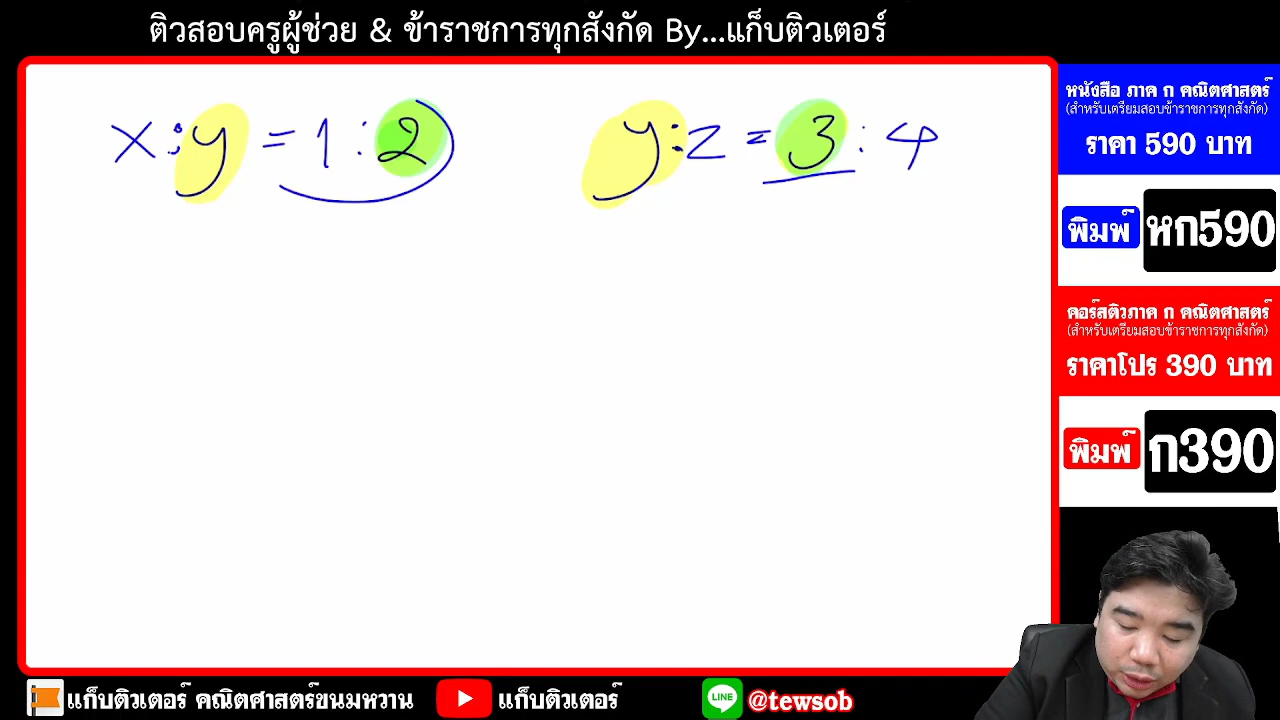 ติวสอบครูผู้ช่วย & ข้าราชการทุกสังกัด By...แก็บติวเตอร์
x:y = 1:2 y:z = 3:4
หนังสือ ภาค ก คณิตศาสตร์
(สำหรับเตรียมสอบข้าราชการทุกสังกัด)
ราคา 590 บาท
พิมพ์ หก590
คอร์สติวภาค ก คณิตศาสตร์
(สำหรับเตรียมสอบข้าราชการทุกสังกัด)
ราคาโปร 390 บาท
พิมพ์ ก390
แก็บติวเตอร์ คณิตศาสตร์ขนมหวาน แก็บติวเตอร์ LINE @tewsob